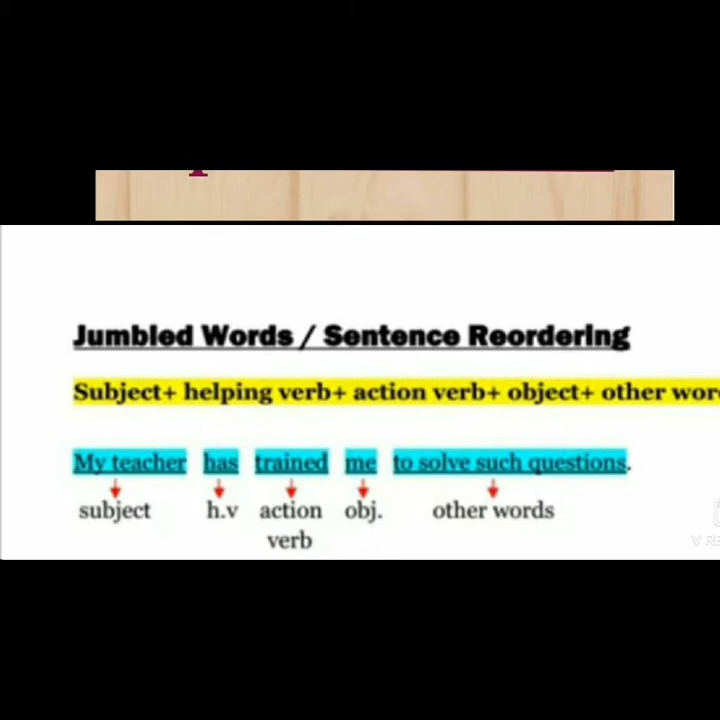 Jumbled Words / Sentence Reordering
Subject+ helping verb+ action verb+ object+ other
My teacher has trained me to solve such questions.
subject h.v action obj. other words
verb